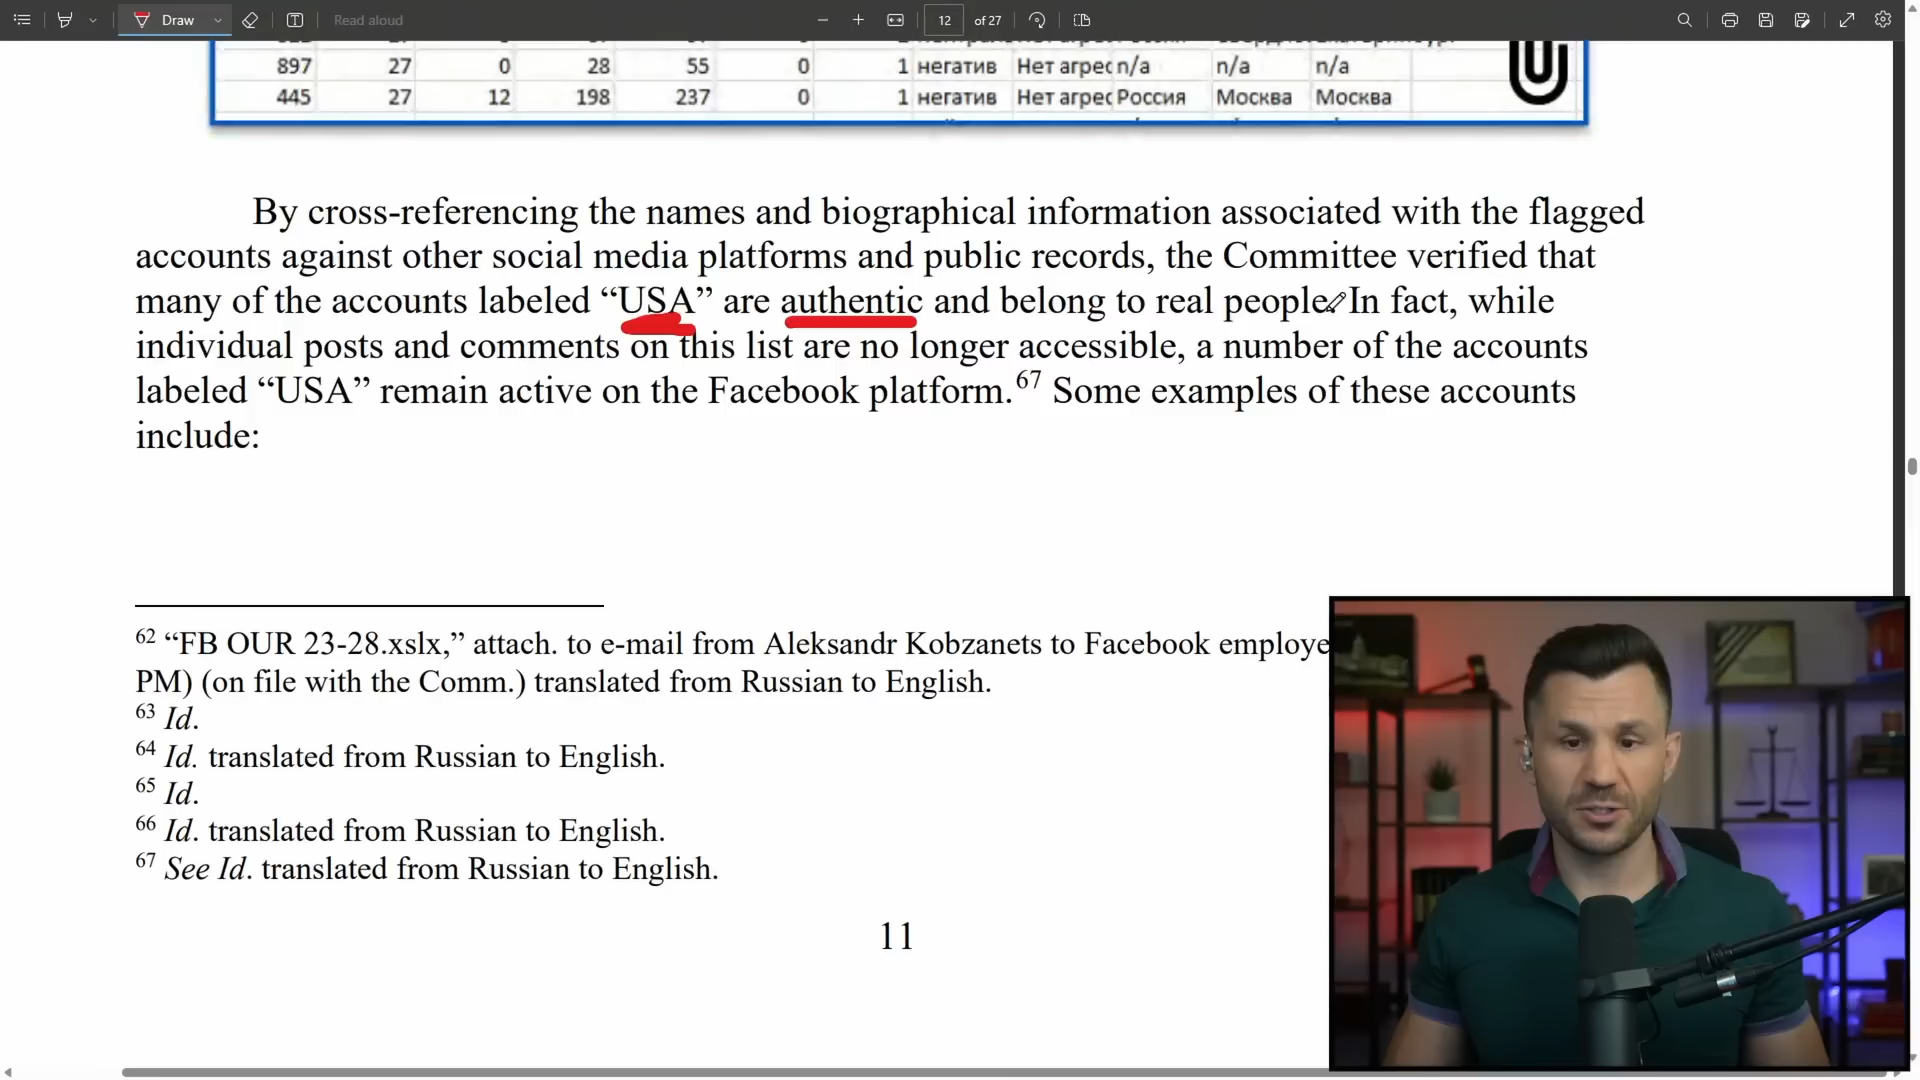 Draw
Read aloud
12 of 27
897 27 0 28 55 0 1 негатив Нет агрес n/a n/a n/a
445 27 12 198 237 0 1 негатив Нет агрес Россия Москва Москва
By cross-referencing the names and biographical information associated with the flagged
accounts against other social media platforms and public records, the Committee verified that
many of the accounts labeled “USA” are authentic and belong to real people. In fact, while
individual posts and comments on this list are no longer accessible, a number of the accounts
labeled “USA” remain active on the Facebook platform.67 Some examples of these accounts
include:
62 “FB OUR 23-28.xslx,” attach. to e-mail from Aleksandr Kobzanets to Facebook employe
PM) (on file with the Comm.) translated from Russian to English.
63 Id.
64 Id. translated from Russian to English.
65 Id.
66 Id. translated from Russian to English.
67 See Id. translated from Russian to English.
11